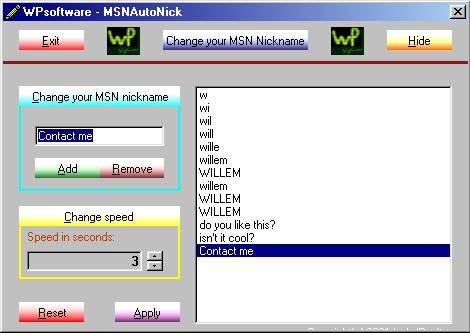 WPsoftware - MSNAutoNick
Exit
WP
Change your MSN Nickname
WP
Hide
Change your MSN nickname
Contact me
Add
Remove
Change speed
Speed in seconds:
3
Reset
Apply
w
wi
wil
will
wille
willem
WILLEM
willem
WILLEM
WILLEM
do you like this?
isn't it cool?
Contact me